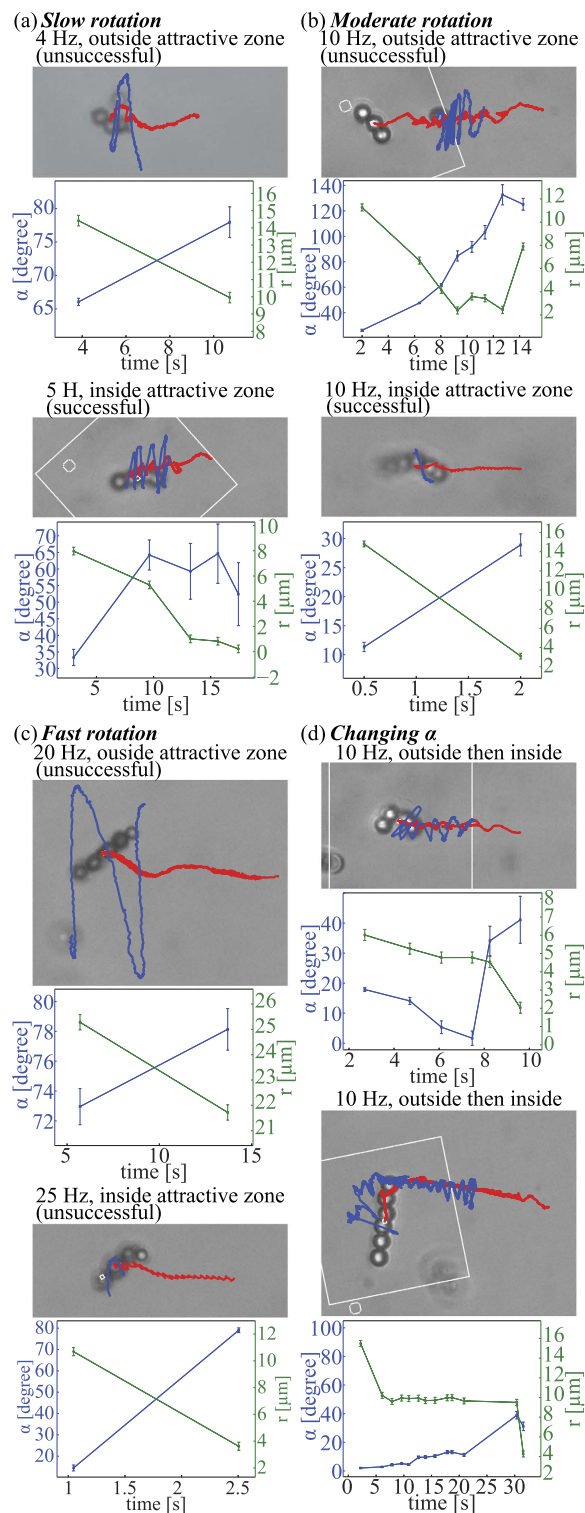 (a) Slow rotation
4 Hz, outside attractive zone
(unsuccessful)
80
75
70
65
α [degree]
16
15
14
13
12
11
10
9
8
r [µm]
4 6 8 10
time [s]
5 H, inside attractive zone
(successful)
70
65
60
55
50
45
40
35
30
α [degree]
10
8
6
4
2
0
−2
r [µm]
5 10 15
time [s]
(b) Moderate rotation
10 Hz, outside attractive zone
(unsuccessful)
140
120
100
80
60
40
α [degree]
12
10
8
6
4
2
r [µm]
2 4 6 8 10 12 14
time [s]
10 Hz, inside attractive zone
(successful)
30
25
20
15
10
α [degree]
16
14
12
10
8
6
4
2
r [µm]
0.5 1 1.5 2
time [s]
(c) Fast rotation
20 Hz, ouside attractive zone
(unsuccessful)
80
78
76
74
72
α [degree]
26
25
24
23
22
21
r [µm]
5 10 15
time [s]
25 Hz, inside attractive zone
(unsuccessful)
80
70
60
50
40
30
20
α [degree]
12
10
8
6
4
2
r [µm]
1 1.5 2 2.5
time [s]
(d) Changing α
10 Hz, outside then inside
40
30
20
10
0
α [degree]
8
7
6
5
4
3
2
1
0
r [µm]
2 4 6 8 10
time [s]
10 Hz, outside then inside
100
80
60
40
20
0
α [degree]
16
14
12
10
8
6
4
2
r [µm]
0 5 10 15 20 25 30
time [s]